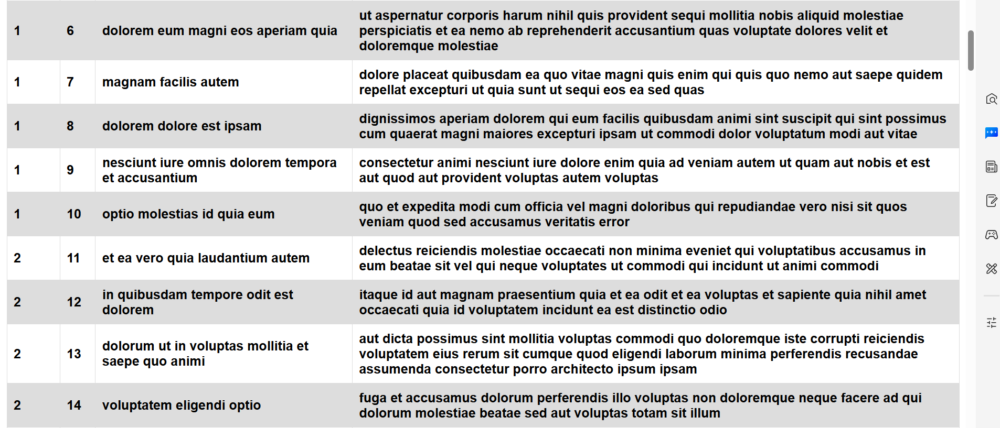 1 6 dolorem eum magni eos aperiam quia ut aspernatur corporis harum nihil quis provident sequi mollitia nobis aliquid molestiae
perspiciatis et ea nemo ab reprehenderit accusantium quas voluptate dolores velit et
doloremque molestiae
1 7 magnam facilis autem dolore placeat quibusdam ea quo vitae magni quis enim qui quis quo nemo aut saepe quidem
repellat excepturi ut quia sunt ut sequi eos ea sed quas
1 8 dolorem dolore est ipsam dignissimos aperiam dolorem qui eum facilis quibusdam animi sint suscipit qui sint possimus
cum quaerat magni maiores excepturi ipsam ut commodi dolor voluptatum modi aut vitae
1 9 nesciunt iure omnis dolorem tempora
et accusantium
consectetur animi nesciunt iure dolore enim quia ad veniam autem ut quam aut nobis et est
aut quod aut provident voluptas autem voluptas
1 10 optio molestias id quia eum quo et expedita modi cum officia vel magni doloribus qui repudiandae vero nisi sit quos
veniam quod sed accusamus veritatis error
2 11 et ea vero quia laudantium autem delectus reiciendis molestiae occaecati non minima eveniet qui voluptatibus accusamus in
eum beatae sit vel qui neque voluptates ut commodi qui incidunt ut animi commodi
2 12 in quibusdam tempore odit est
dolorem
itaque id aut magnam praesentium quia et ea odit et ea voluptas et sapiente quia nihil amet
occaecati quia id voluptatem incidunt ea est distinctio odio
2 13 dolorum ut in voluptas mollitia et
saepe quo animi
aut dicta possimus sint mollitia voluptas commodi quo doloremque iste corrupti reiciendis
voluptatem eius rerum sit cumque quod eligendi laborum minima perferendis recusandae
assumenda consectetur porro architecto ipsum ipsam
2 14 voluptatem eligendi optio fuga et accusamus dolorum perferendis illo voluptas non doloremque neque facere ad qui
dolorum molestiae beatae sed aut voluptas totam sit illum